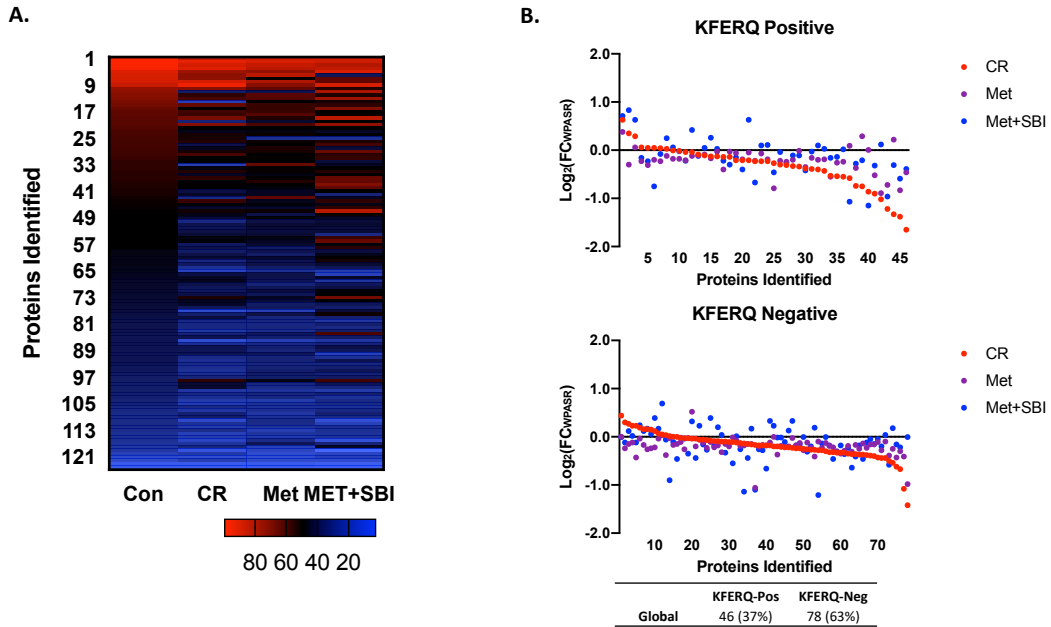 A.
1
9
17
25
33
41
49
57
65
73
81
89
97
105
113
121
Proteins Identified
Con CR Met MET+SBI
80 60 40 20
B.
KFERQ Positive
2.0
1.0
0.0
-1.0
-2.0
Log2(FCWPASR)
5 10 15 20 25 30 35 40 45
Proteins Identified
CR
Met
Met+SBI
KFERQ Negative
2.0
1.0
0.0
-1.0
-2.0
Log2(FCWPASR)
10 20 30 40 50 60 70
Proteins Identified
CR
Met
Met+SBI
KFERQ-Pos KFERQ-Neg
Global 46 (37%) 78 (63%)